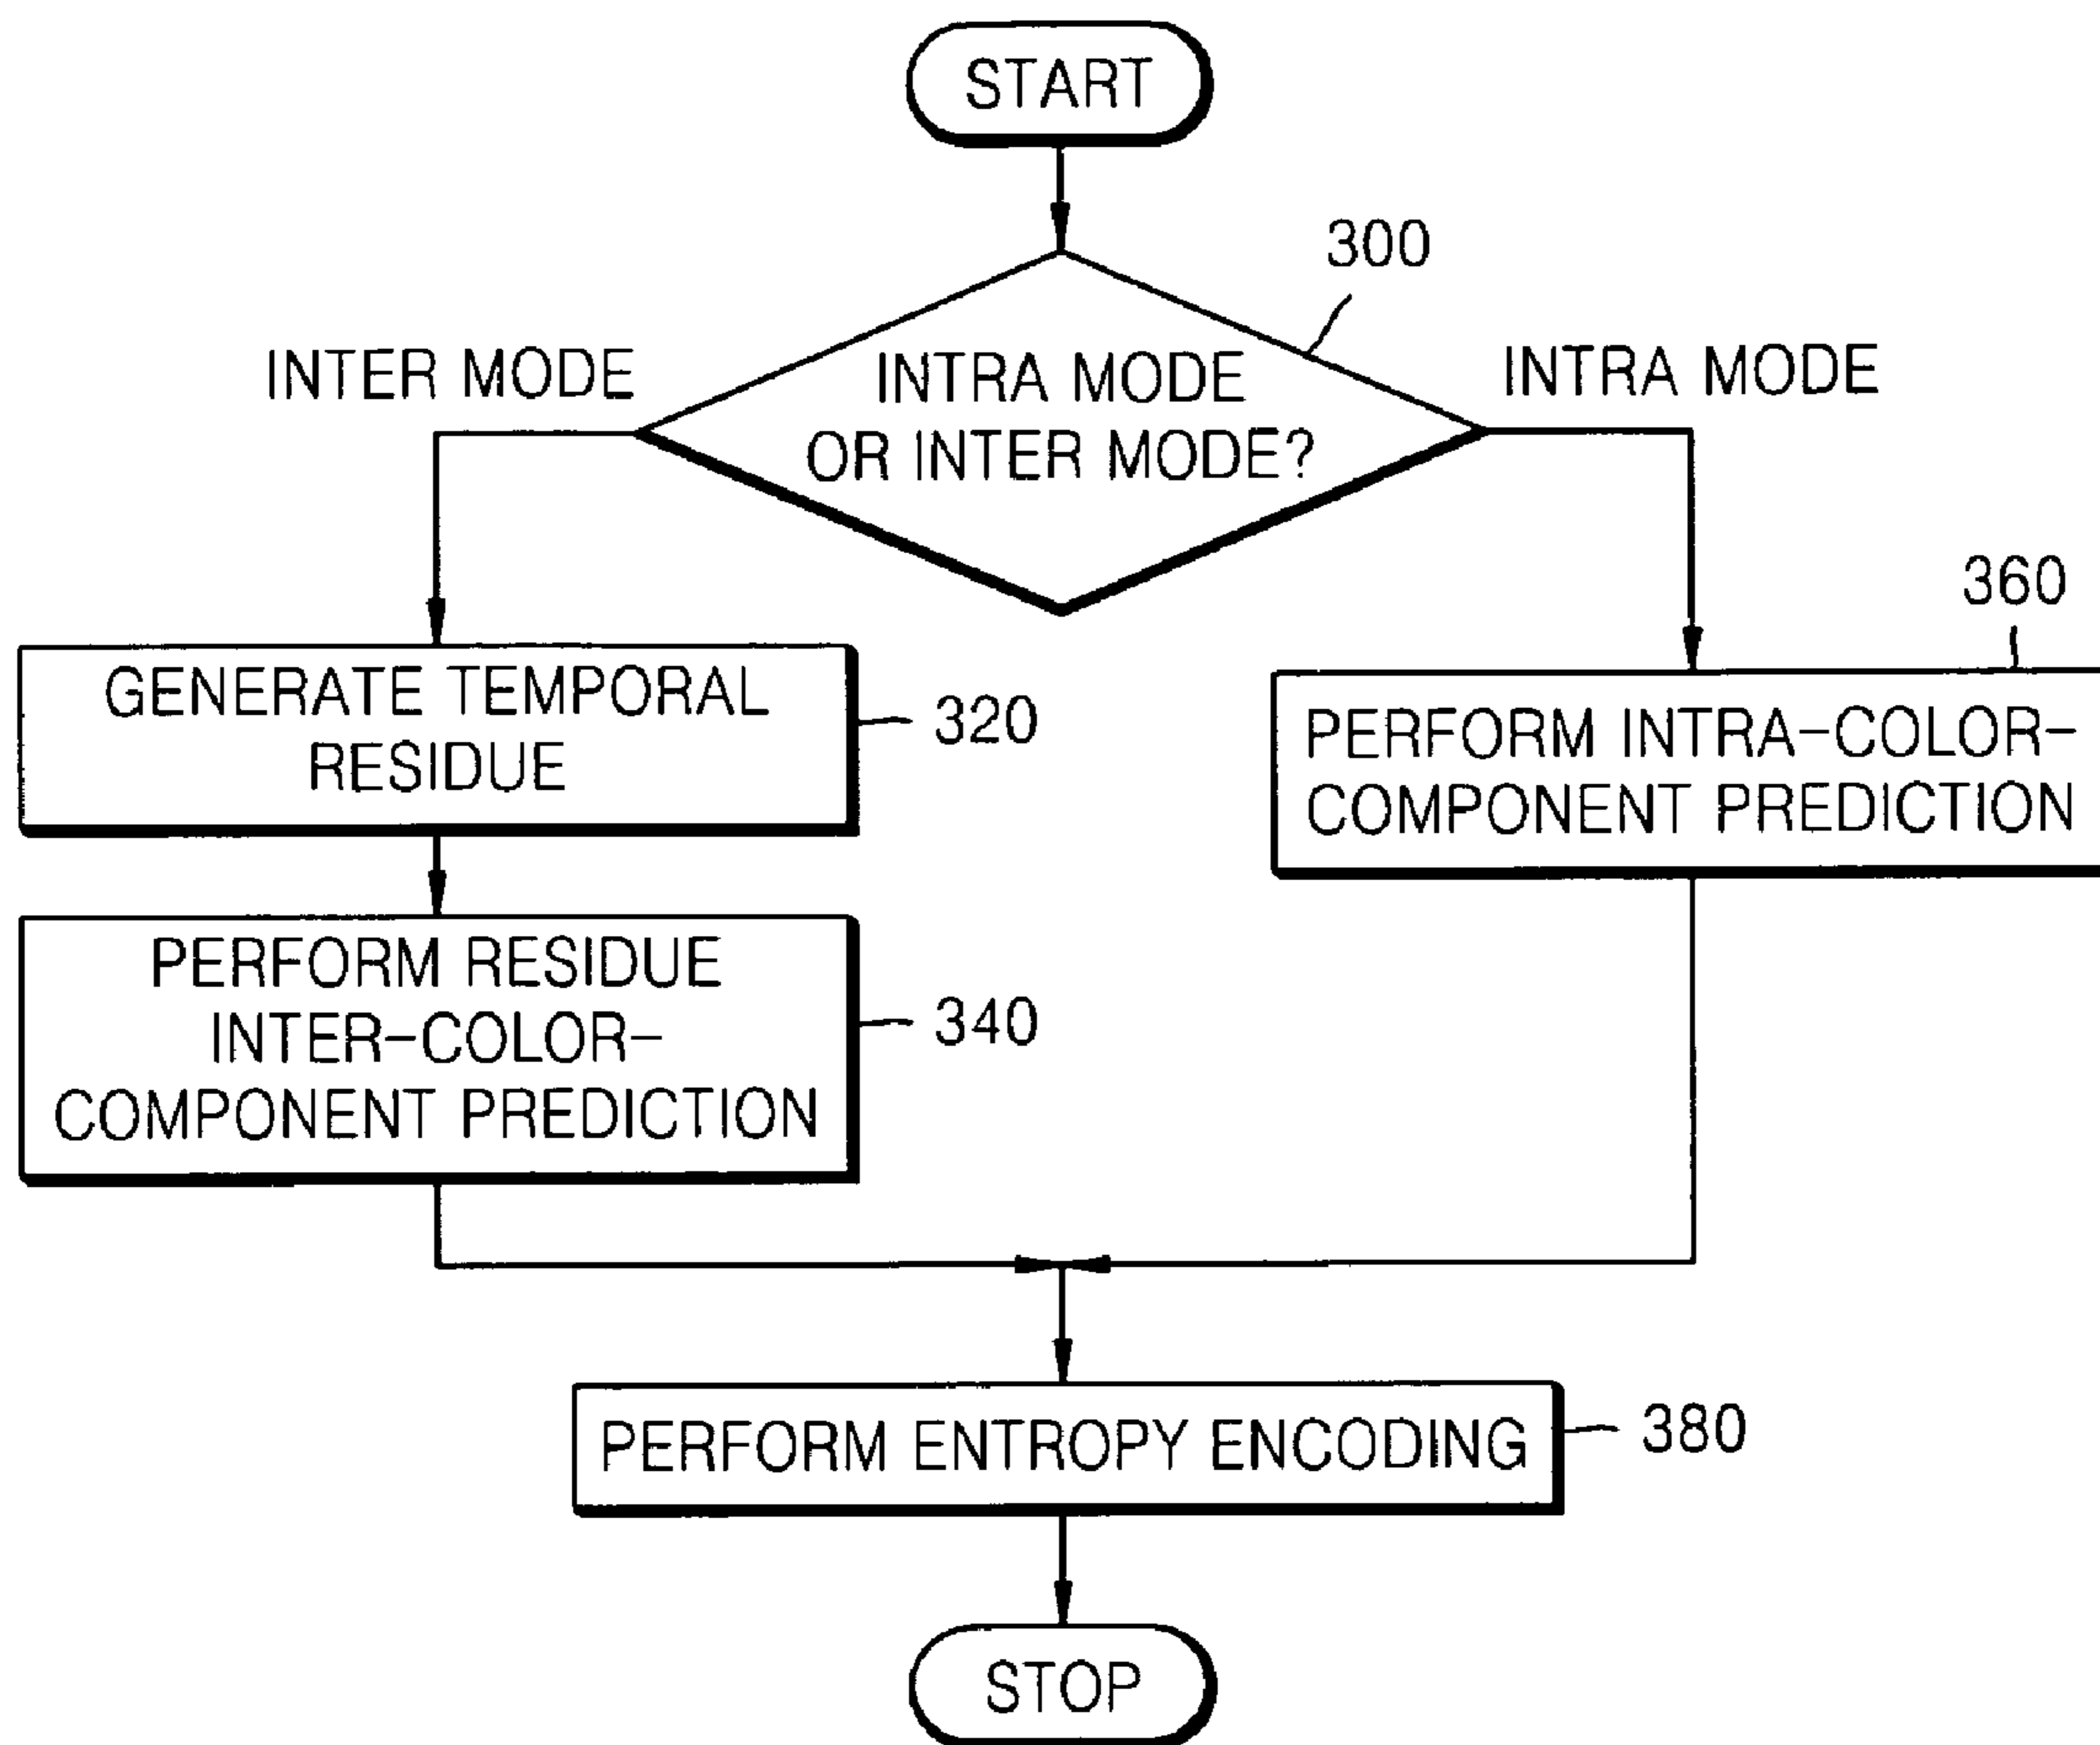 START
300
INTER MODE
INTRA MODE
OR INTER MODE?
INTRA MODE
360
GENERATE TEMPORAL
RESIDUE
320
PERFORM INTRA-COLOR-
COMPONENT PREDICTION
PERFORM RESIDUE
INTER-COLOR-
COMPONENT PREDICTION
340
PERFORM ENTROPY ENCODING
380
STOP